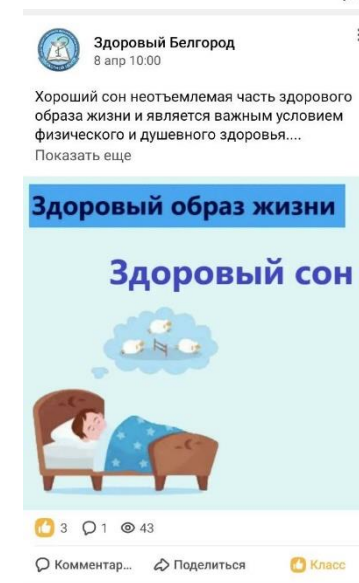 Здоровый Белгород
8 апр 10:00
Хороший сон неотъемлемая часть здорового
образа жизни и является важным условием
физического и душевного здоровья....
Показать еще
Здоровый образ жизни
Здоровый сон
3 1 43
Комментар... Поделиться Класс